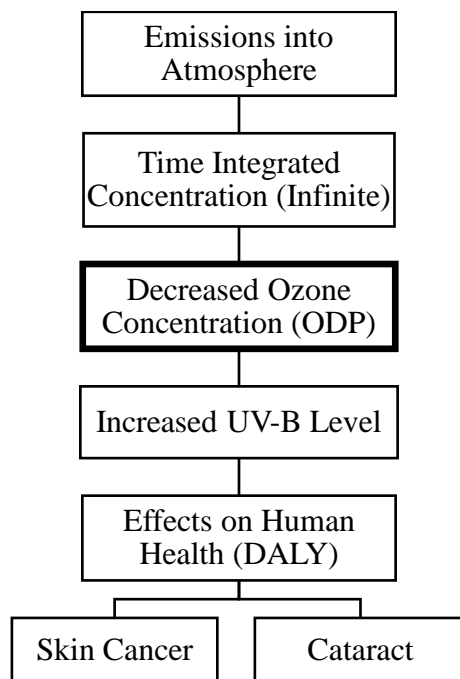 Emissions into
Atmosphere
Time Integrated
Concentration (Infinite)
Decreased Ozone
Concentration (ODP)
Increased UV-B Level
Effects on Human
Health (DALY)
Skin Cancer
Cataract